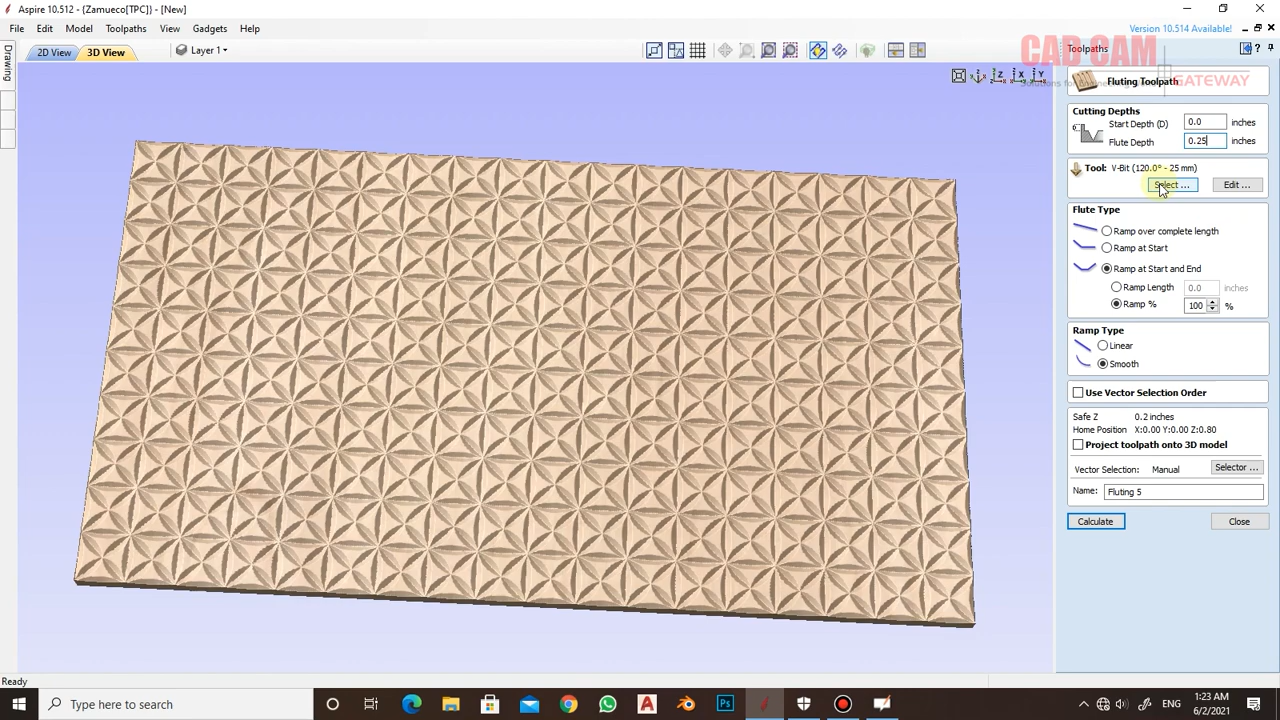 Aspire 10.512 - {Zamueco[TPC]} - [New]
File Edit Model Toolpaths View Gadgets Help
Version 10.514 Available!
2D View 3D View Layer 1
CAD CAM
Toolpaths
GATEWAY
Drawing
Fluting Toolpath
Cutting Depths
Start Depth (D) 0.0 inches
Flute Depth 0.25 inches
Tool: V-Bit (120.0° - 25 mm)
Select ... Edit ...
Flute Type
Ramp over complete length
Ramp at Start
Ramp at Start and End
Ramp Length 0.0 inches
Ramp % 100 %
Ramp Type
Linear
Smooth
Use Vector Selection Order
Safe Z 0.2 inches
Home Position X:0.00 Y:0.00 Z:0.80
Project toolpath onto 3D model
Vector Selection: Manual Selector ...
Name: Fluting 5
Calculate Close
Ready
Type here to search
ENG
1:23 AM
6/2/2021